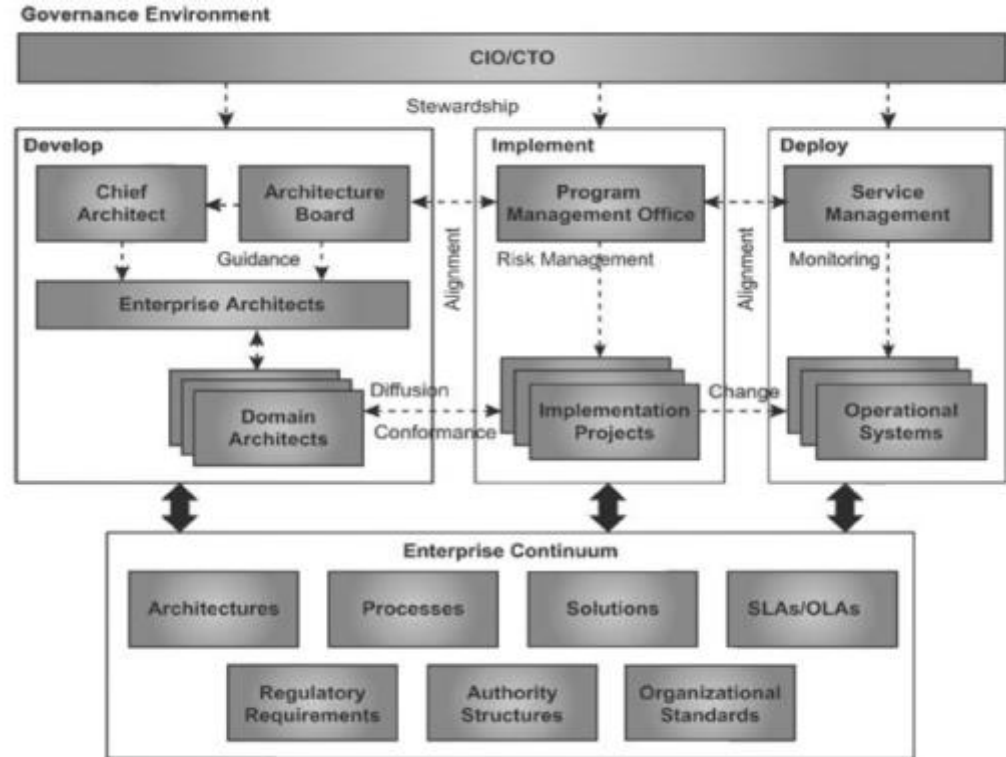 Governance Environment
CIO/CTO
Stewardship
Develop
Chief
Architect
Architecture
Board
Guidance
Enterprise Architects
Domain
Architects
Alignment
Diffusion
Conformance
Implement
Program
Management Office
Risk Management
Implementation
Projects
Alignment
Change
Deploy
Service
Management
Monitoring
Operational
Systems
Enterprise Continuum
Architectures
Processes
Solutions
SLAs/OLAs
Regulatory
Requirements
Authority
Structures
Organizational
Standards